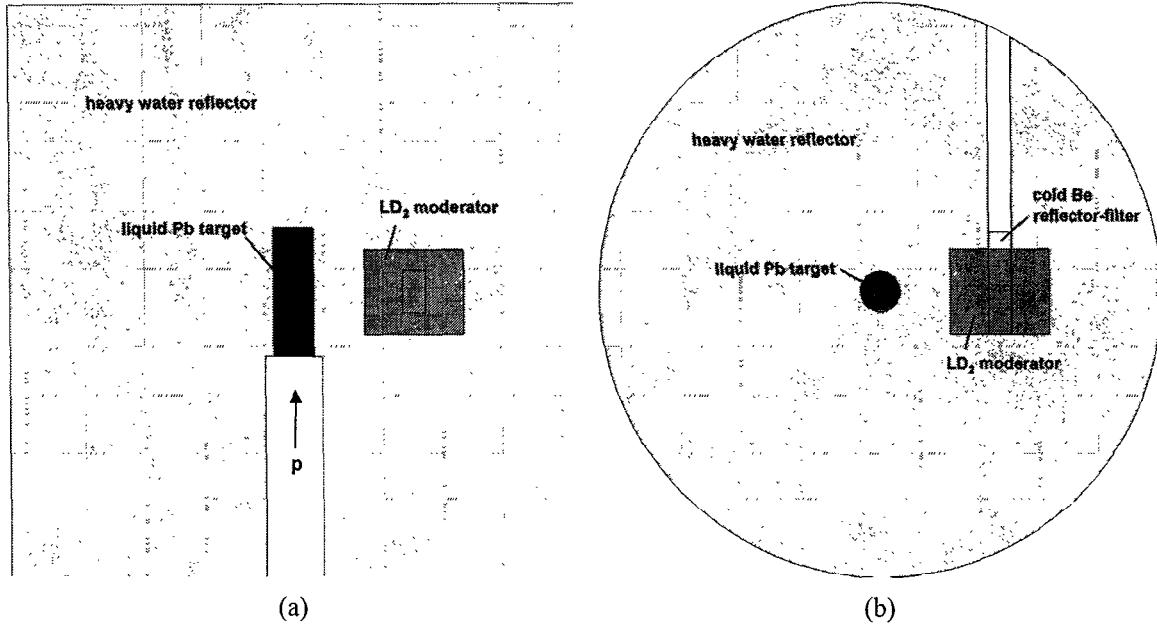 heavy water reflector
LD₂ moderator
liquid Pb target
p
(a)
heavy water reflector
cold Be
reflector-filter
liquid Pb target
LD₂ moderator
(b)